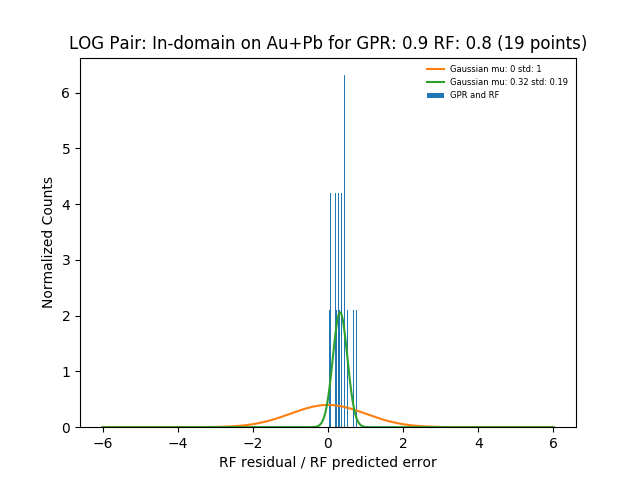 LOG Pair: In-domain on Au+Pb for GPR: 0.9 RF: 0.8 (19 points)
Gaussian mu: 0 std: 1
Gaussian mu: 0.32 std: 0.19
GPR and RF
Normalized Counts
6
5
4
3
2
1
0
−6
−4
−2
0
2
4
6
RF residual / RF predicted error